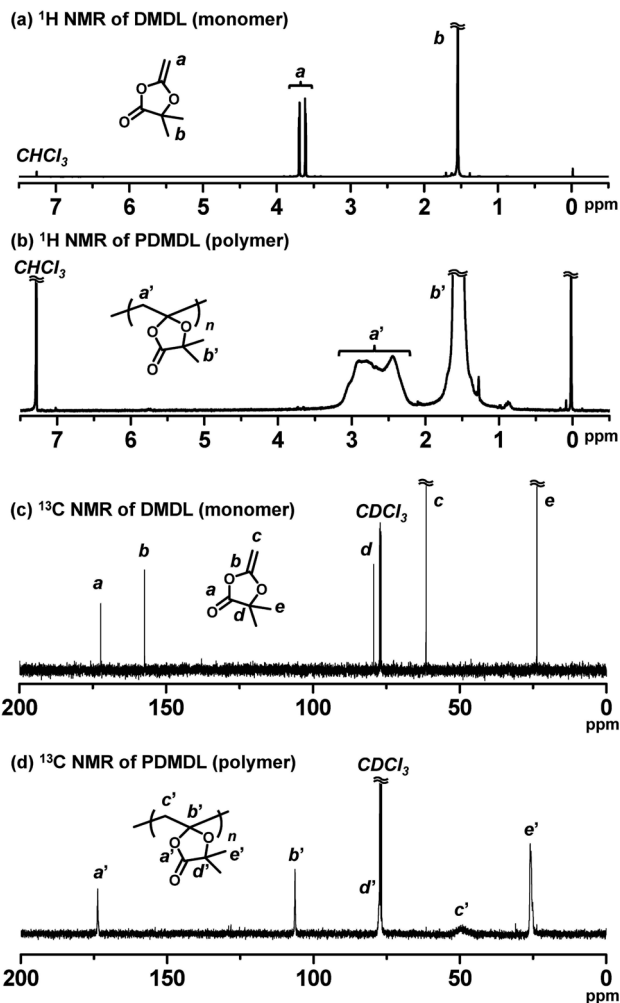 (a) ¹H NMR of DMDL (monomer)
a
O
O
O
b
a
b
CHCl₃
7 6 5 4 3 2 1 0 ppm
(b) ¹H NMR of PDMDL (polymer)
CHCl₃
a’
n
O
O
O
b’
a’
b’
7 6 5 4 3 2 1 0 ppm
(c) ¹³C NMR of DMDL (monomer)
a
b
c
b
O
O
a
O
d
e
d
CDCl₃
c
e
200 150 100 50 0
ppm
(d) ¹³C NMR of PDMDL (polymer)
c’
b’
n
O
O
a’
O
d’
e’
a’
b’
d’
CDCl₃
c’
e’
200 150 100 50 0
ppm